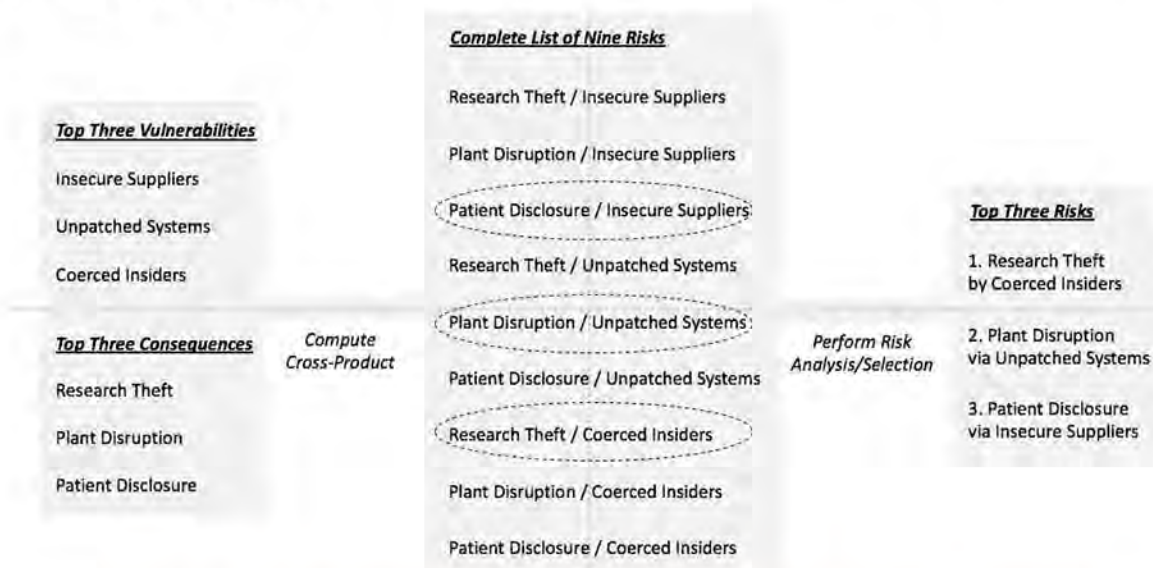 Top Three Vulnerabilities
Insecure Suppliers
Unpatched Systems
Coerced Insiders
Top Three Consequences
Research Theft
Plant Disruption
Patient Disclosure
Compute
Cross-Product
Complete List of Nine Risks
Research Theft / Insecure Suppliers
Plant Disruption / Insecure Suppliers
Patient Disclosure / Insecure Suppliers
Research Theft / Unpatched Systems
Plant Disruption / Unpatched Systems
Patient Disclosure / Unpatched Systems
Research Theft / Coerced Insiders
Plant Disruption / Coerced Insiders
Patient Disclosure / Coerced Insiders
Perform Risk
Analysis/Selection
Top Three Risks
1. Research Theft
by Coerced Insiders
2. Plant Disruption
via Unpatched Systems
3. Patient Disclosure
via Insecure Suppliers